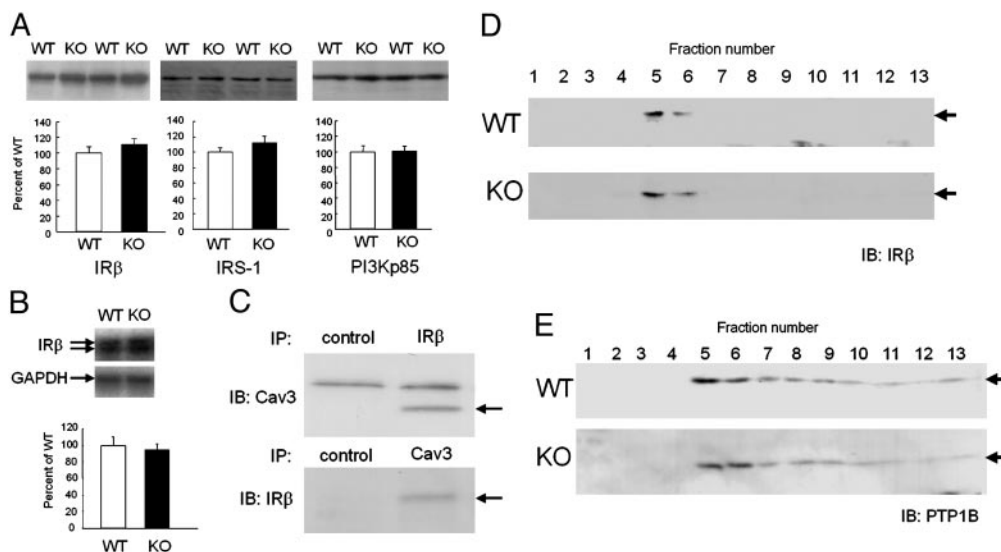 A
WT KO WT KO WT KO WT KO WT KO WT KO
Percent of WT
140
120
100
80
60
40
20
0
WT KO
IRβ
140
120
100
80
60
40
20
0
WT KO
IRS-1
140
120
100
80
60
40
20
0
WT KO
PI3Kp85
B
WT KO
IRβ
GAPDH
Percent of WT
120
100
80
60
40
20
0
WT KO
C
IP: control IRβ
IB: Cav3
IP: control Cav3
IB: IRβ
D
Fraction number
1 2 3 4 5 6 7 8 9 10 11 12 13
WT
KO
IB: IRβ
E
Fraction number
1 2 3 4 5 6 7 8 9 10 11 12 13
WT
KO
IB: PTP1B